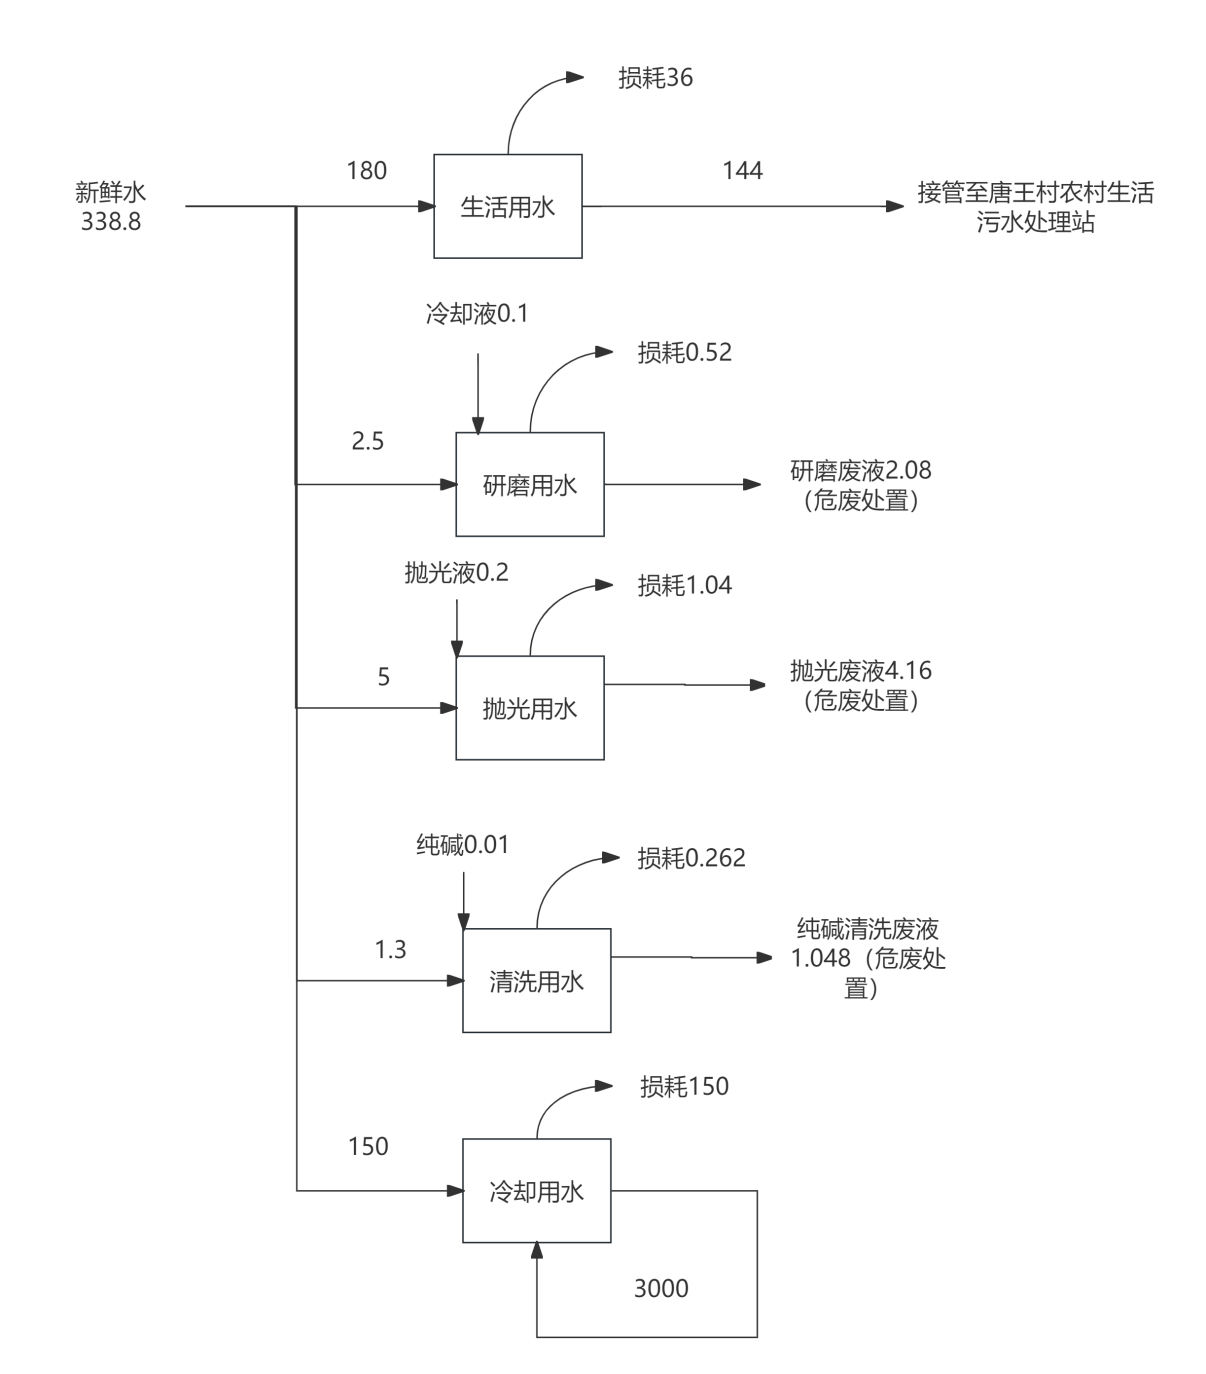 损耗36
180
144
新鲜水
338.8
生活用水
接管至唐王村农村生活
污水处理站
冷却液0.1
损耗0.52
2.5
研磨用水
研磨废液2.08
（危废处置）
抛光液0.2
损耗1.04
5
抛光用水
抛光废液4.16
（危废处置）
纯碱0.01
损耗0.262
1.3
清洗用水
纯碱清洗废液
1.048（危废处
置）
损耗150
150
冷却用水
3000